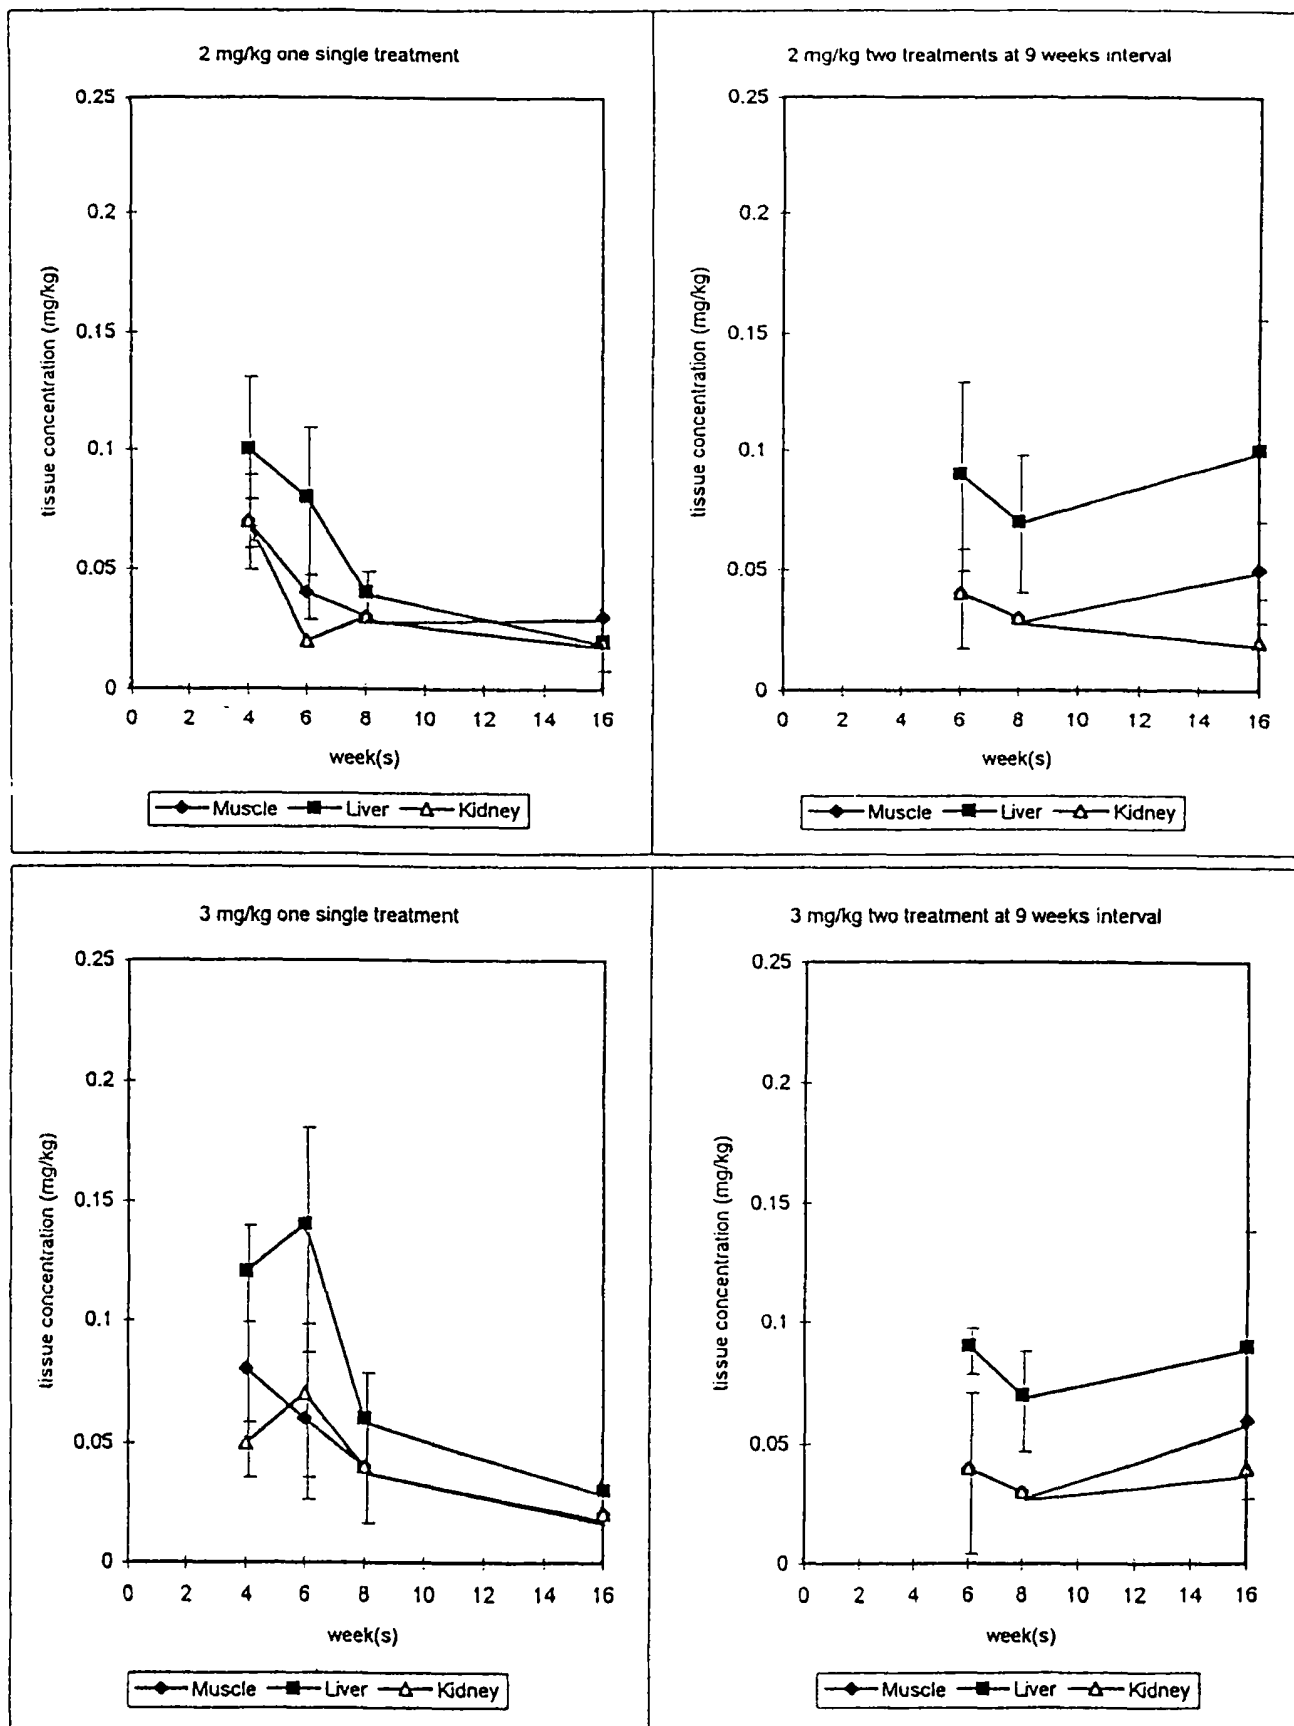 2 mg/kg one single treatment
0.25
0.2
0.15
0.1
0.05
0
tissue concentration (mg/kg)
0 2 4 6 8 10 12 14 16
week(s)
Muscle Liver Kidney
2 mg/kg two treatments at 9 weeks interval
0.25
0.2
0.15
0.1
0.05
0
tissue concentration (mg/kg)
0 2 4 6 8 10 12 14 16
week(s)
Muscle Liver Kidney
3 mg/kg one single treatment
0.25
0.2
0.15
0.1
0.05
0
tissue concentration (mg/kg)
0 2 4 6 8 10 12 14 16
week(s)
Muscle Liver Kidney
3 mg/kg two treatment at 9 weeks interval
0.25
0.2
0.15
0.1
0.05
0
tissue concentration (mg/kg)
0 2 4 6 8 10 12 14 16
week(s)
Muscle Liver Kidney